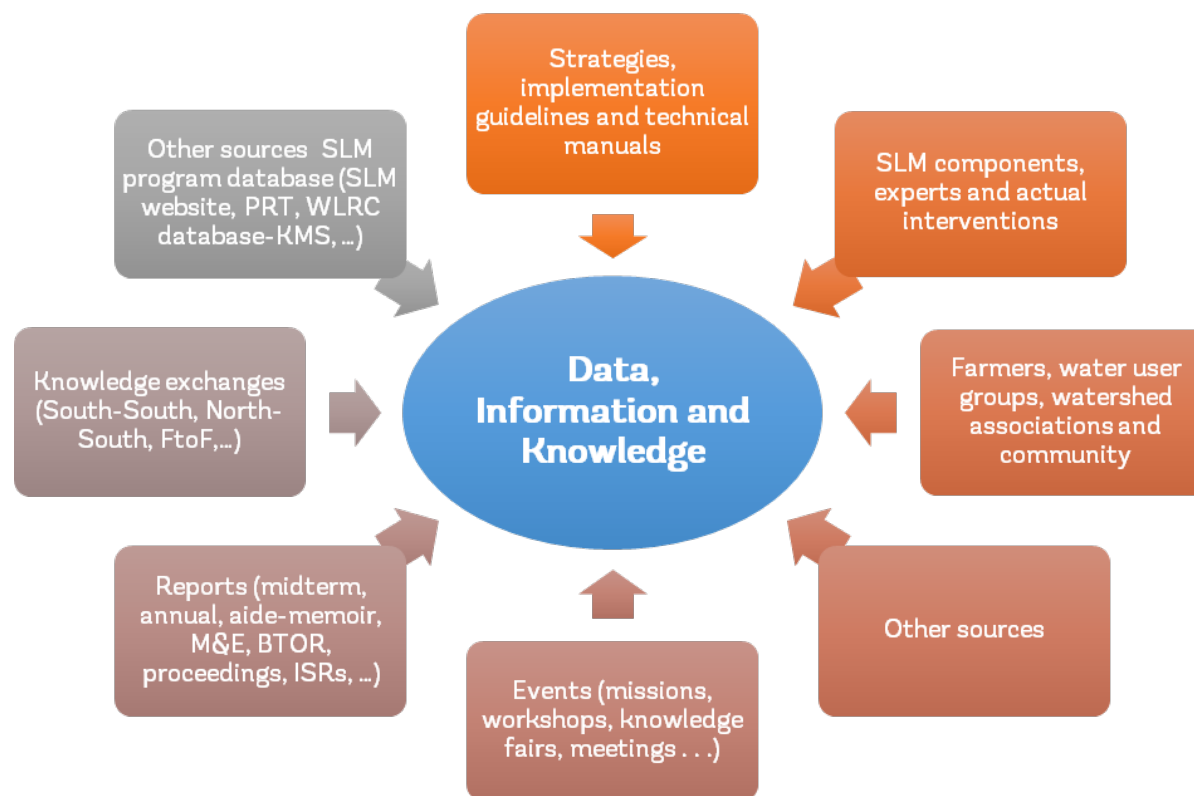 Strategies,
implementation
guidelines and technical
manuals
SLM components,
experts and actual
interventions
Farmers, water user
groups, watershed
associations and
community
Other sources
Events (missions,
workshops, knowledge
fairs, meetings . . .)
Reports (midterm,
annual, aide-memoir,
M&E, BTOR,
proceedings, ISRs, ...)
Knowledge exchanges
(South-South, North-
South, FtoF,...)
Other sources SLM
program database (SLM
website, PRT, WLRC
database-KMS, ...)
Data,
Information and
Knowledge